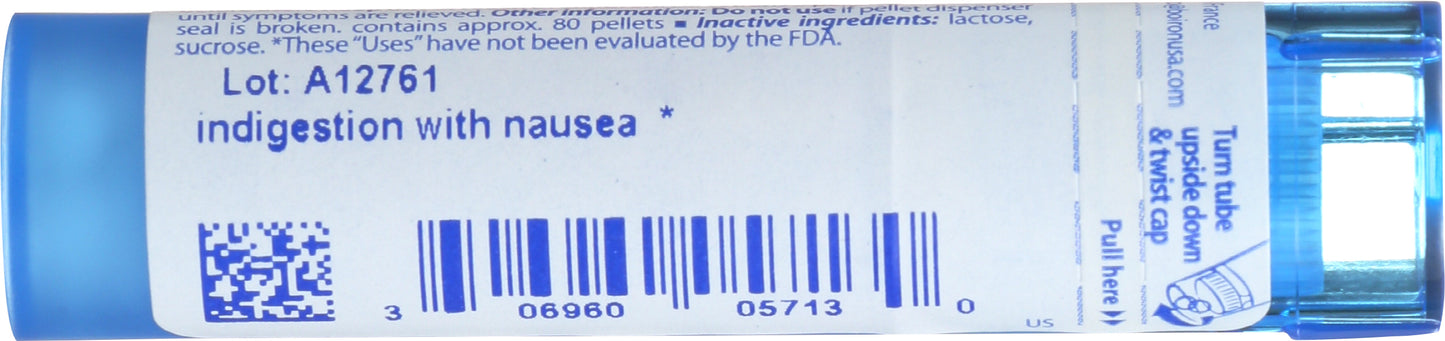 until symptoms are relieved. Other information: Do not use if pellet dispenser
seal is broken. contains approx. 80 pellets ■ Inactive ingredients: lactose,
sucrose. *These "Uses" have not been evaluated by the FDA.
Lot: A12761
indigestion with nausea *
3 06960 05713 0
US
Pull here
Turn tube
upside down
& twist cap